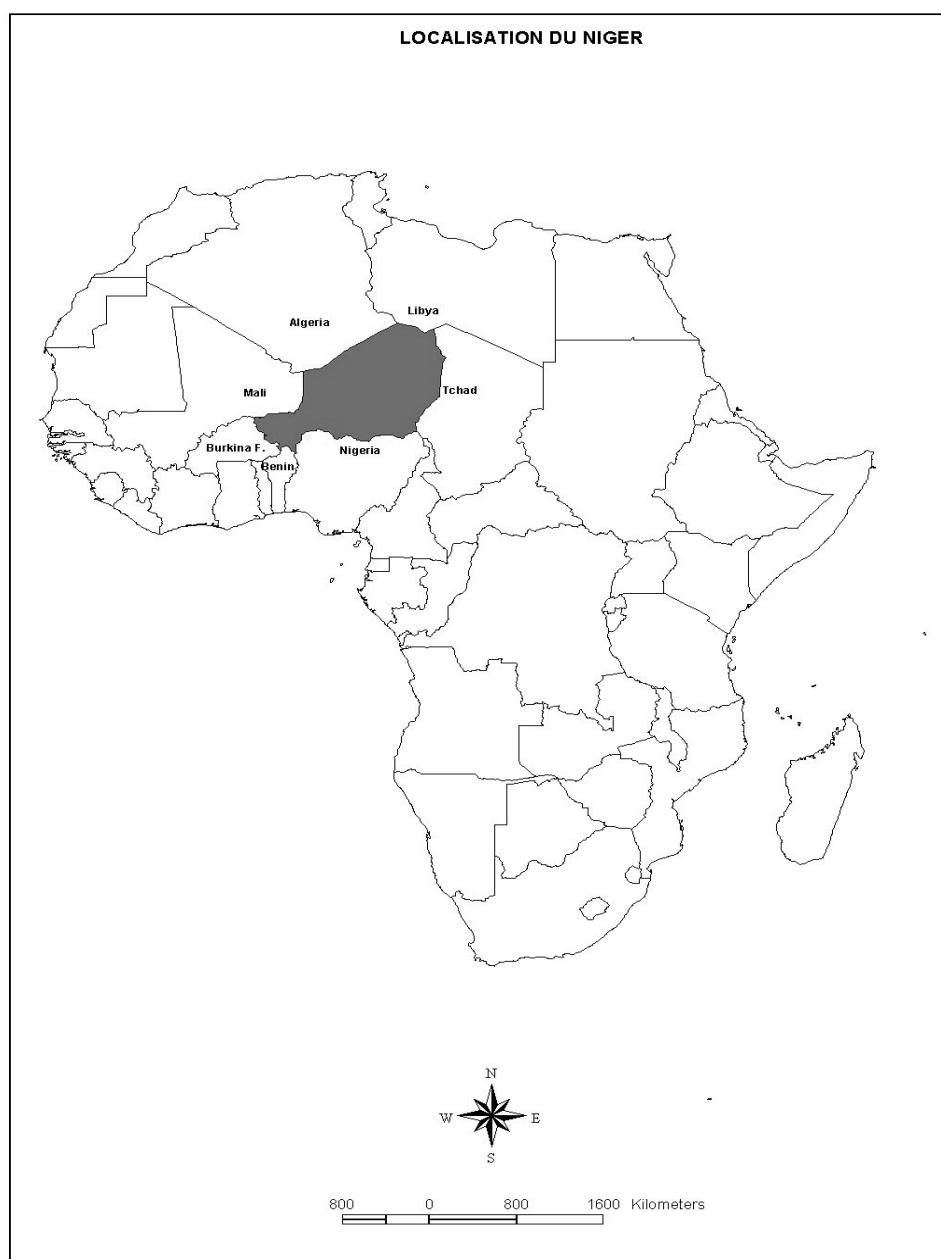 LOCALISATION DU NIGER
Libya
Algeria
Mali
Tchad
Burkina F.
Nigeria
Benin
N
W
E
S
800 0 800 1600 Kilometers